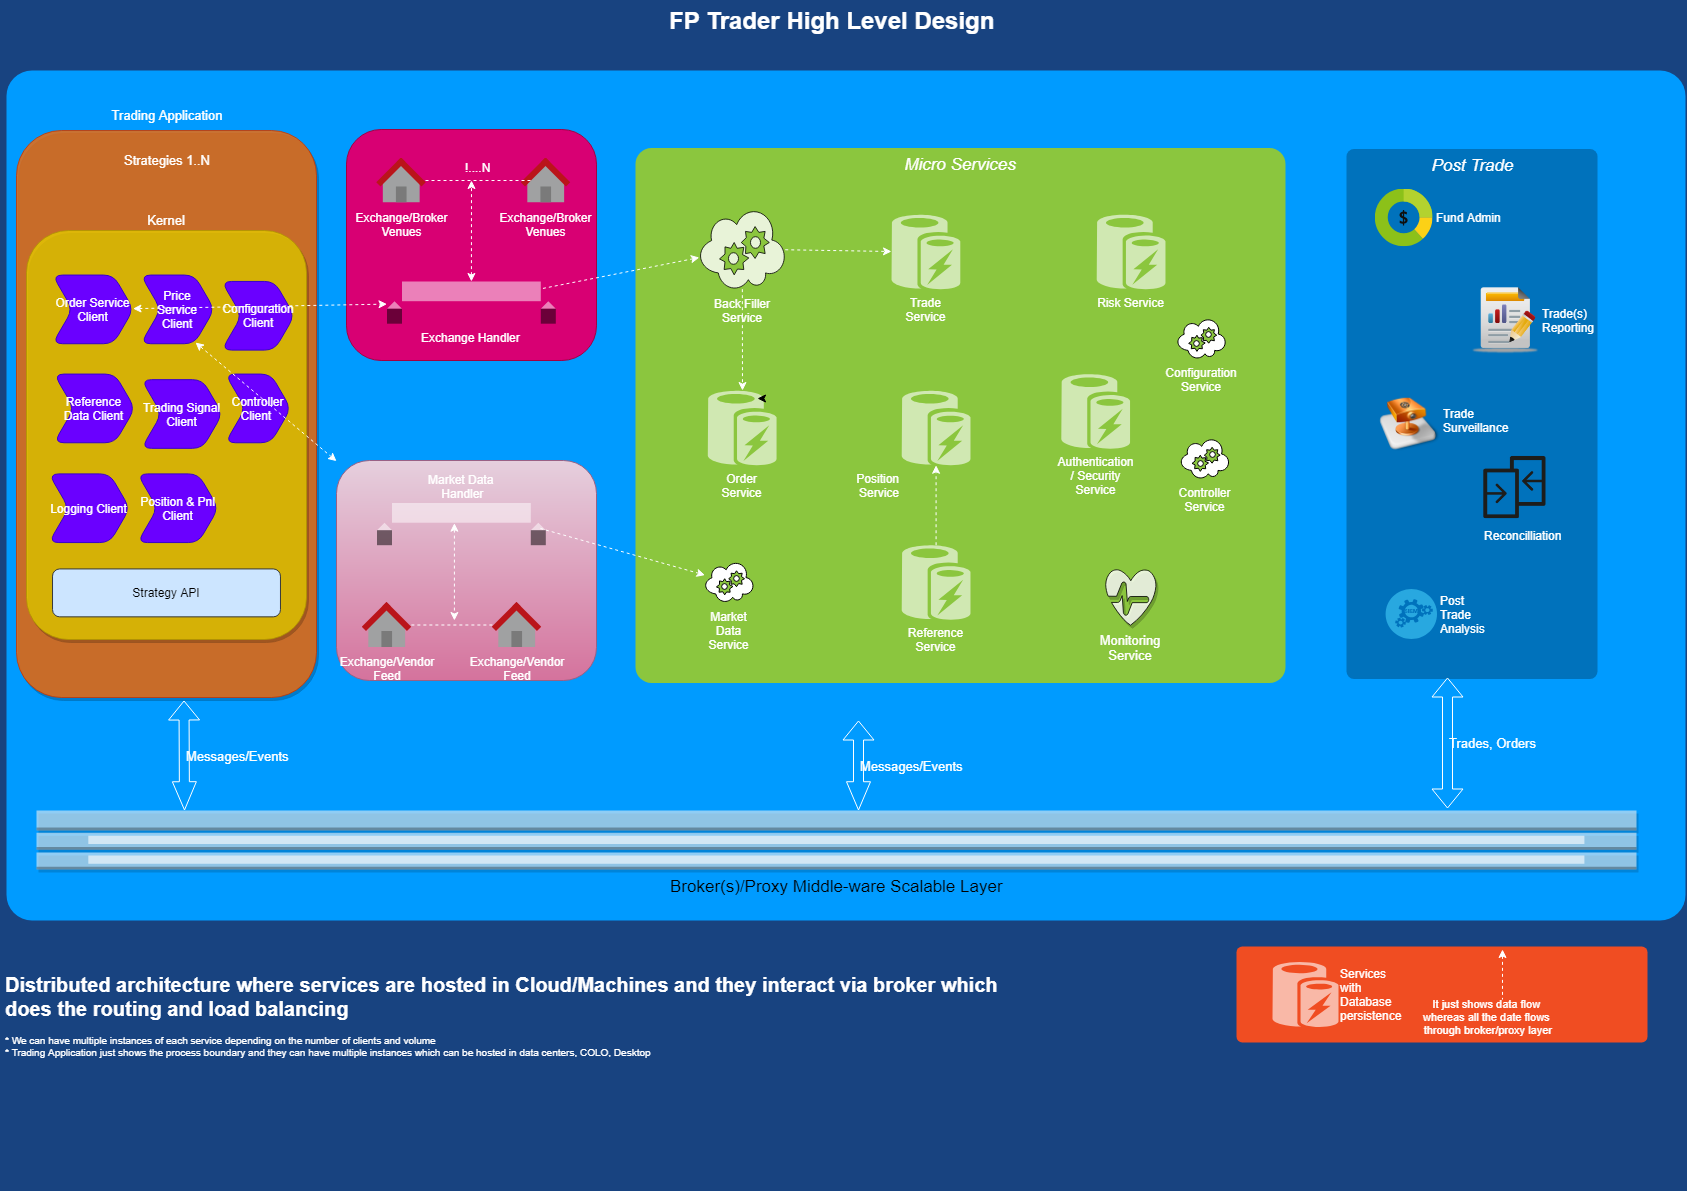 FP Trader High Level Design
Trading Application
Strategies 1..N
Kernel
Order Service
Client
Price
Service
Client
Configuration
Client
Reference
Data Client
Trading Signal
Client
Controller
Client
Logging Client
Position & Pnl
Client
Strategy API
!....N
Exchange/Broker
Venues
Exchange/Broker
Venues
Exchange Handler
Market Data
Handler
Exchange/Vendor
Feed
Exchange/Vendor
Feed
Micro Services
Back Filler
Service
Trade
Service
Risk Service
Configuration
Service
Order
Service
Position
Service
Authentication
/ Security
Service
Controller
Service
Market
Data
Service
Reference
Service
Monitoring
Service
Post Trade
$
Fund Admin
Trade(s)
Reporting
Trade
Surveillance
Reconcilliation
Post
Trade
Analysis
Messages/Events
Messages/Events
Trades, Orders
Broker(s)/Proxy Middle-ware Scalable Layer
Distributed architecture where services are hosted in Cloud/Machines and they interact via broker which
does the routing and load balancing
* We can have multiple instances of each service depending on the number of clients and volume
* Trading Application just shows the process boundary and they can have multiple instances which can be hosted in data centers, COLO, Desktop
Services
with
Database
persistence
It just shows data flow
whereas all the date flows
through broker/proxy layer